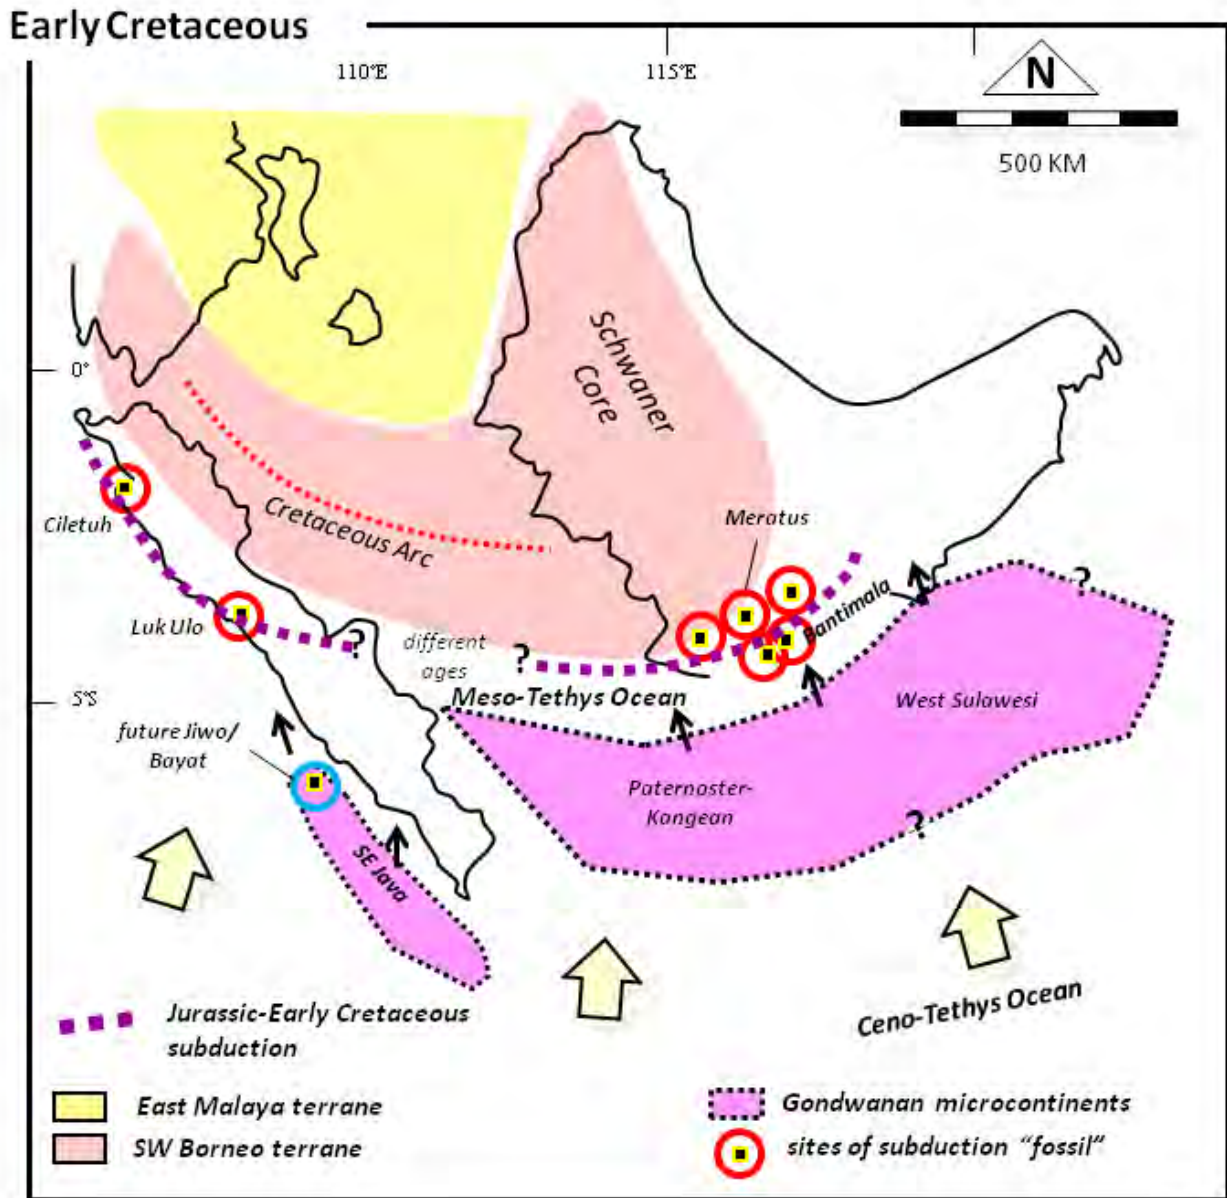 Early Cretaceous
110°E
115°E
N
500 KM
0°
5°S
Schwaner
Core
Cretaceous Arc
Ciletuh
Luk Ulo
Meratus
Bantimala
?
?
?
?
different
ages
Meso-Tethys Ocean
West Sulawesi
future Jiwo/
Bayat
Paternoster-
Kangean
SE Java
Ceno-Tethys Ocean
Jurassic-Early Cretaceous
subduction
East Malaya terrane
SW Borneo terrane
Gondwanan microcontinents
sites of subduction "fossil"